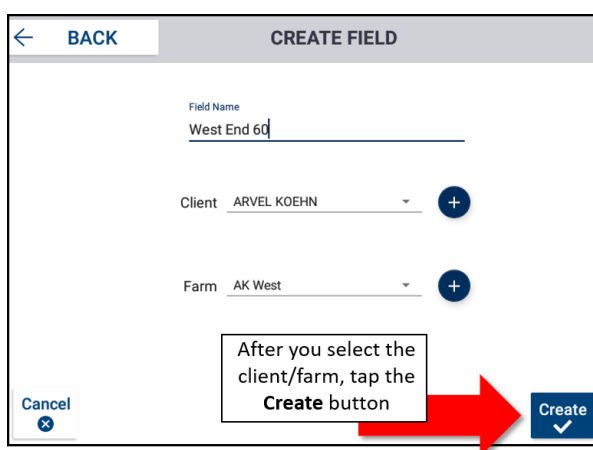 BACK
CREATE FIELD
Field Name
West End 60
Client ARVEL KOEHN
Farm AK West
After you select the
client/farm, tap the
Create button
Cancel
Create